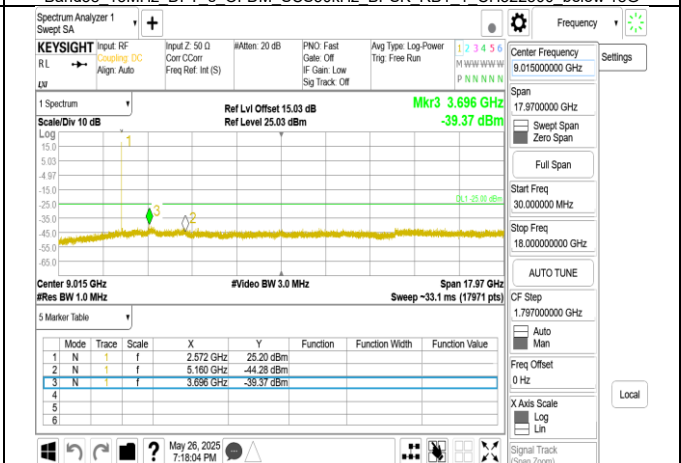 Spectrum Analyzer 1
Swept SA
Frequency
KEYSIGHT
RL
LXI
Input: RF
Coupling: DC
Align: Auto
Input Z: 50 Ω
Corr CCorr
Freq Ref: Int (S)
#Atten: 20 dB
PNO: Fast
Gate: Off
IF Gain: Low
Sig Track: Off
Avg Type: Log-Power
Trig: Free Run
1 2 3 4 5 6
M W W W W W
P N N N N N
Center Frequency
9.015000000 GHz
Settings
Span
17.9700000 GHz
Swept Span
Zero Span
Full Span
Start Freq
30.000000 MHz
Stop Freq
18.000000000 GHz
AUTO TUNE
CF Step
1.797000000 GHz
Auto
Man
Freq Offset
0 Hz
X Axis Scale
Log
Lin
Local
Signal Track
(Span Zoom)
1 Spectrum
Scale/Div 10 dB
Ref Lvl Offset 15.03 dB
Ref Level 25.03 dBm
Mkr3 3.696 GHz
-39.37 dBm
Log
15.0
5.03
-4.97
-15.0
-25.0
-35.0
-45.0
-55.0
-65.0
1
3
2
DL1 -25.00 dBm
Center 9.015 GHz
#Res BW 1.0 MHz
#Video BW 3.0 MHz
Span 17.97 GHz
Sweep ~33.1 ms (17971 pts)
5 Marker Table
Mode Trace Scale X Y Function Function Width Function Value
1 N 1 f 2.572 GHz 25.20 dBm
2 N 1 f 5.160 GHz -44.28 dBm
3 N 1 f 3.696 GHz -39.37 dBm
4
5
6
May 26, 2025
7:18:04 PM